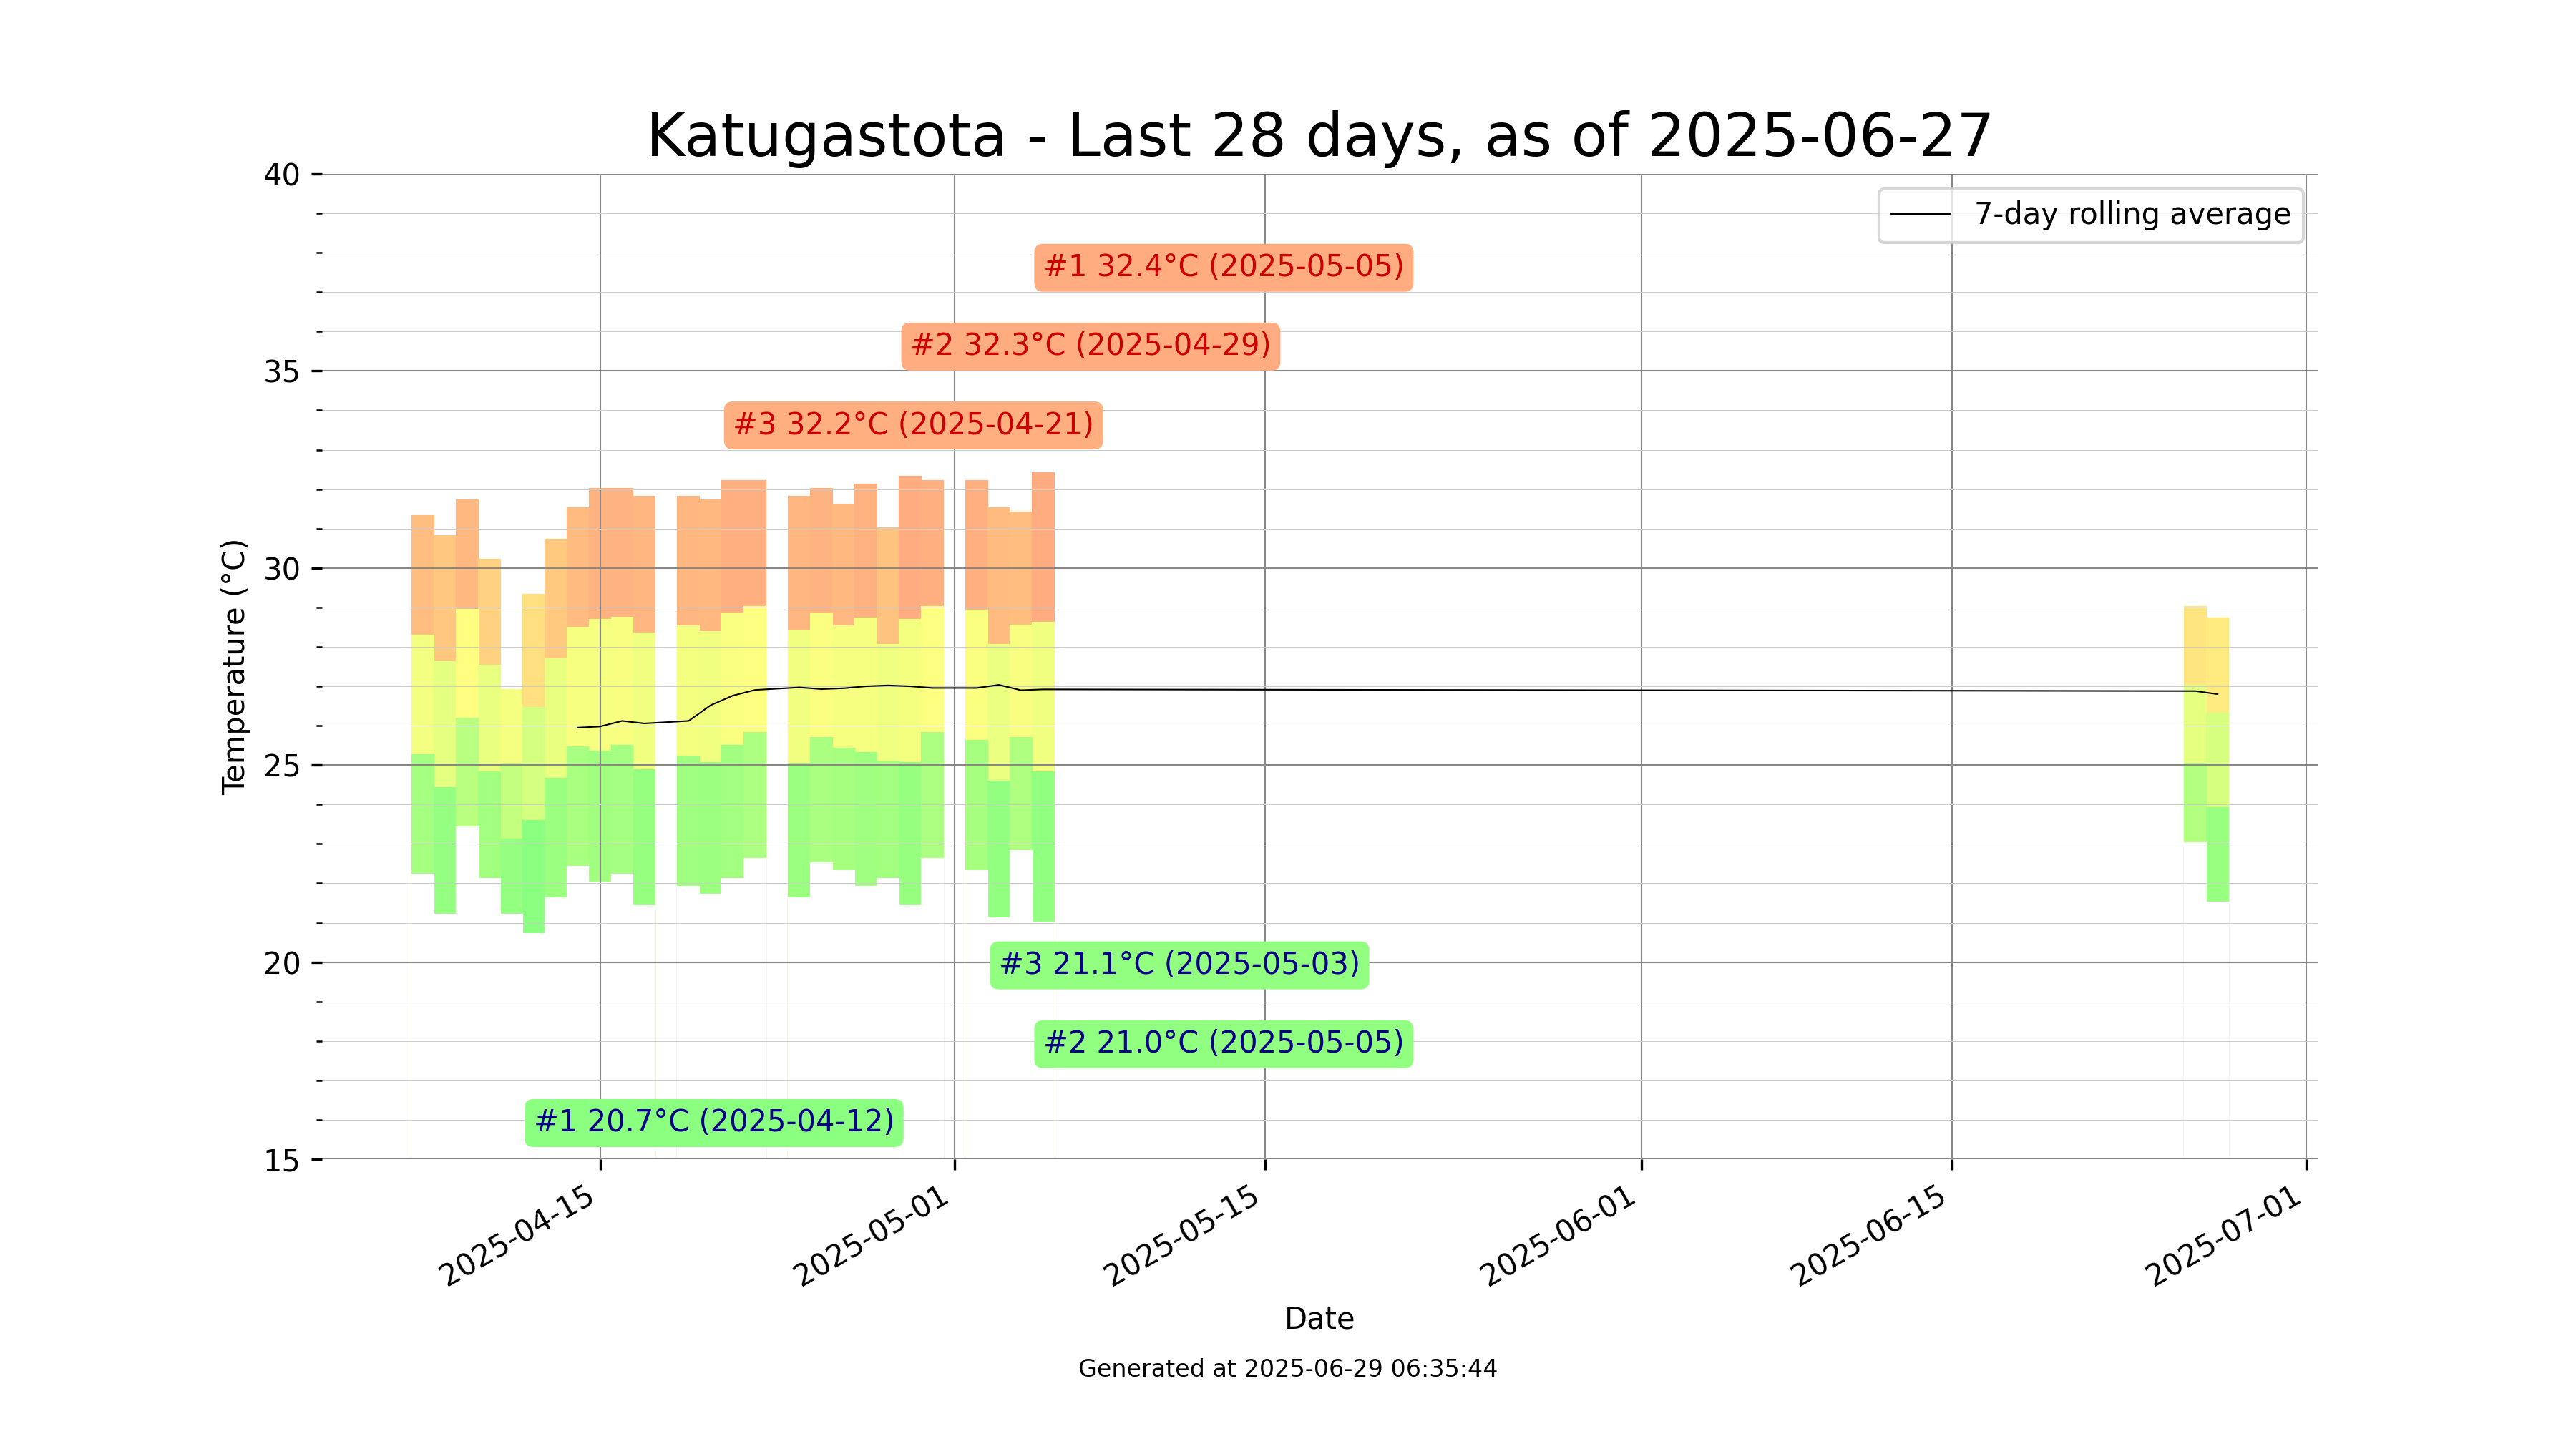 Katugastota - Last 28 days, as of 2025-06-27
7-day rolling average
#1 32.4°C (2025-05-05)
#2 32.3°C (2025-04-29)
#3 32.2°C (2025-04-21)
#3 21.1°C (2025-05-03)
#2 21.0°C (2025-05-05)
#1 20.7°C (2025-04-12)
Temperature (°C)
40
35
30
25
20
15
2025-04-15
2025-05-01
2025-05-15
2025-06-01
2025-06-15
2025-07-01
Date
Generated at 2025-06-29 06:35:44